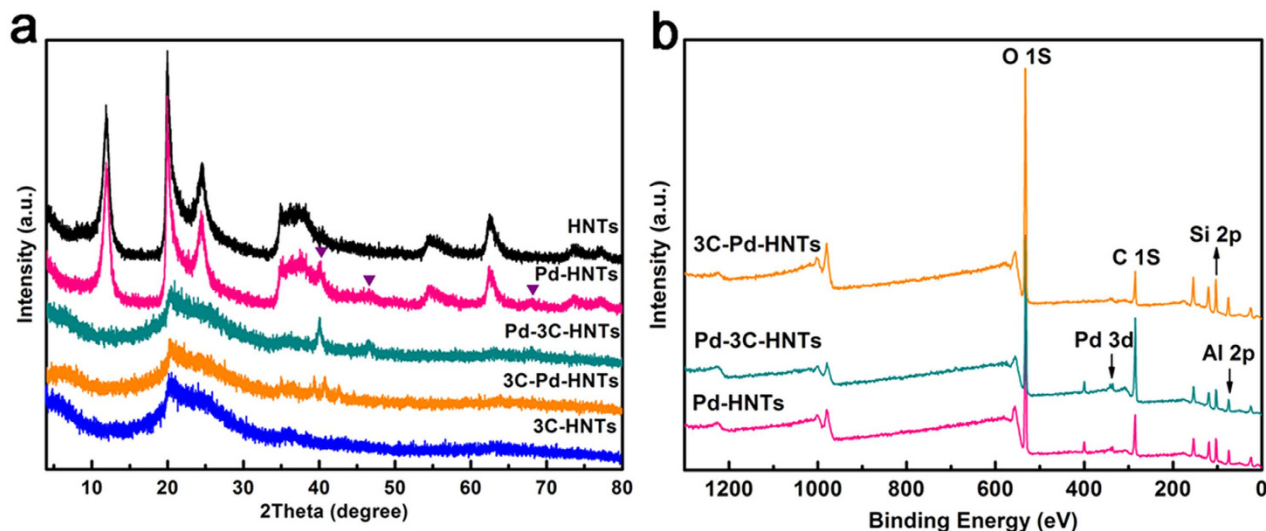 a
Intensity (a.u.)
HNTs
Pd-HNTs
Pd-3C-HNTs
3C-Pd-HNTs
3C-HNTs
10 20 30 40 50 60 70 80
2Theta (degree)
b
Intensity (a.u.)
O 1S
3C-Pd-HNTs
Si 2p
C 1S
Pd 3d
Pd-3C-HNTs
Al 2p
Pd-HNTs
1200 1000 800 600 400 200 0
Binding Energy (eV)